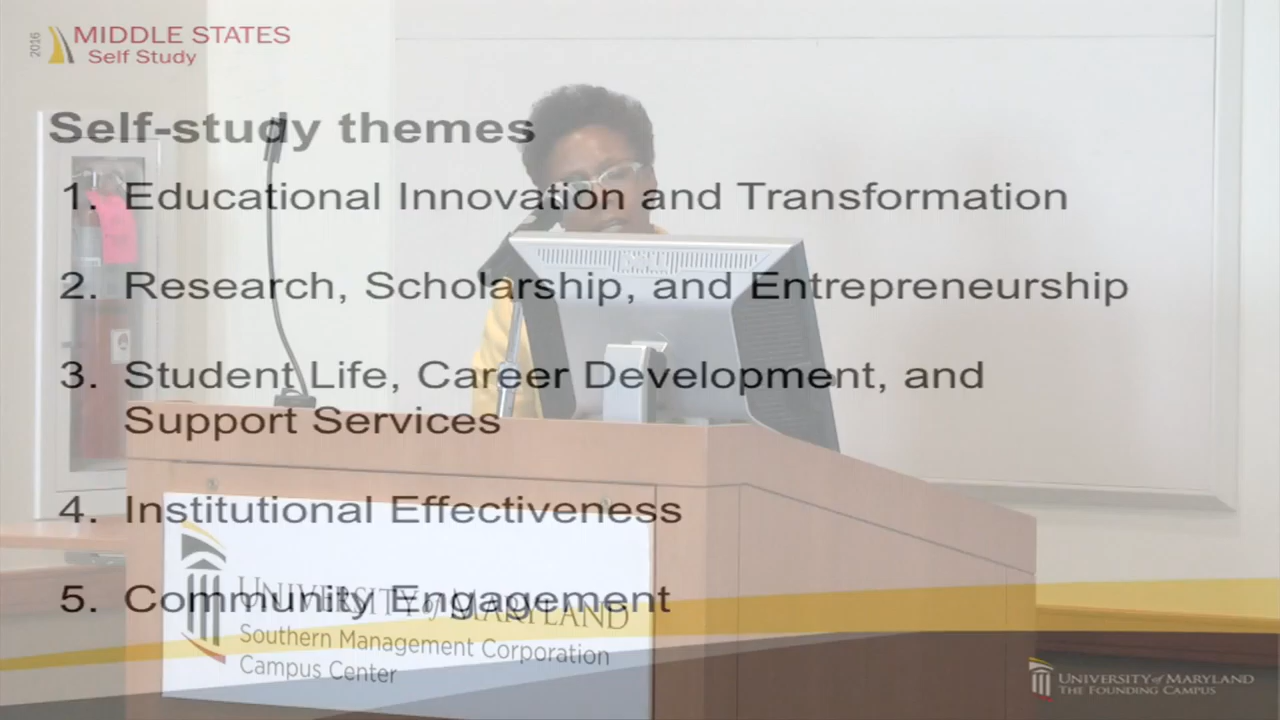 2016
MIDDLE STATES
Self Study
Self-study themes
1. Educational Innovation and Transformation
2. Research, Scholarship, and Entrepreneurship
3. Student Life, Career Development, and
Support Services
4. Institutional Effectiveness
5. Community Engagement
UNIVERSITY of MARYLAND
Southern Management Corporation
Campus Center
UNIVERSITY of MARYLAND
THE FOUNDING CAMPUS